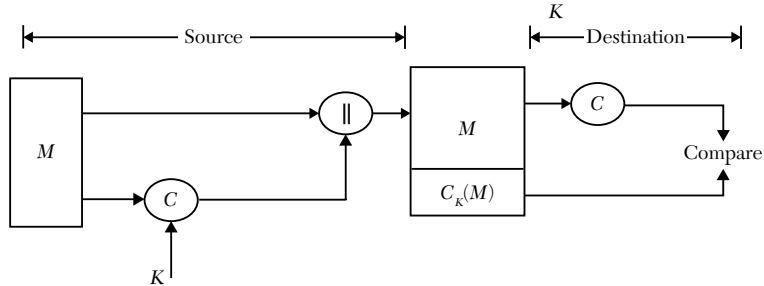 K
Source
Destination
M
||
M
C
Compare
C
C_K(M)
K